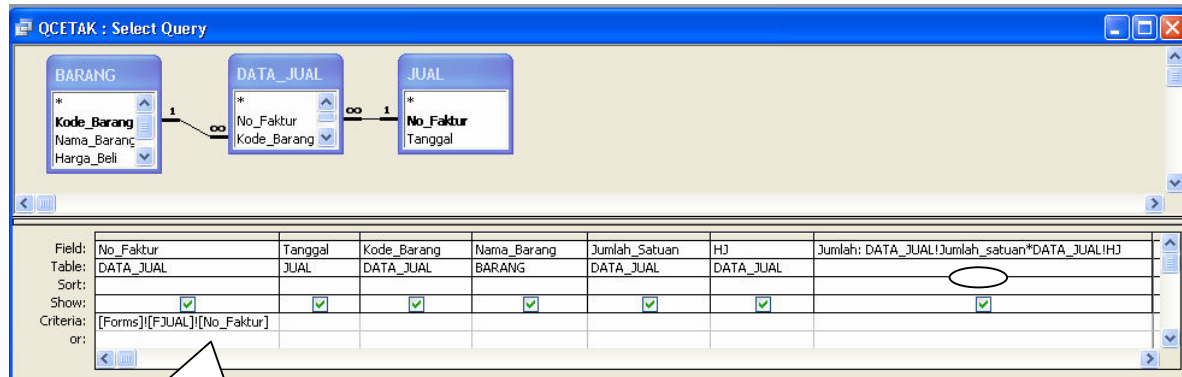 QCETAK : Select Query
BARANG
*
Kode_Barang
Nama_Barang
Harga_Beli
1
∞
DATA_JUAL
*
No_Faktur
Kode_Barang
∞
1
JUAL
*
No_Faktur
Tanggal
Field: No_Faktur Tanggal Kode_Barang Nama_Barang Jumlah_Satuan HJ Jumlah: DATA_JUAL!Jumlah_satuan*DATA_JUAL!HJ
Table: DATA_JUAL JUAL DATA_JUAL BARANG DATA_JUAL DATA_JUAL
Sort:
Show:
Criteria: [Forms]![FJUAL]![No_Faktur]
or: